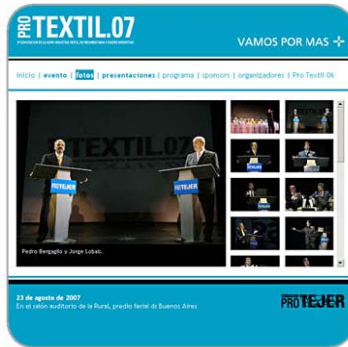 PRO TEXTIL.07
VAMOS POR MAS
inicio | evento | fotos | presentaciones | programa | sponsors | organizadores | Pro Textil 06
TEXTIL.07
PROTEJER
PROTEJER
Pedro Bergaglio y Jorge Lobaiz.
23 de agosto de 2007
En el salón auditorio de la Rural, predio ferial de Buenos Aires
PROTEJER